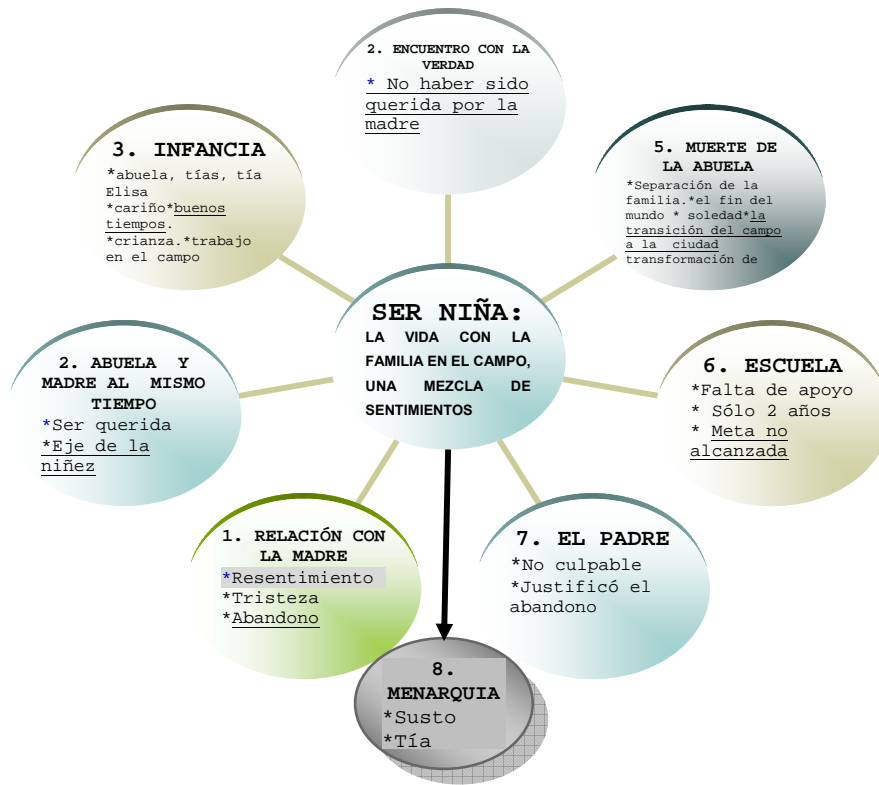 2. ENCUENTRO CON LA
VERDAD
* No haber sido
querida por la
madre
3. INFANCIA
*abuela, tías, tía
Elisa
*cariño*buenos
tiempos.
*crianza.*trabajo
en el campo
5. MUERTE DE
LA ABUELA
*Separación de la
familia.*el fin del
mundo * soledad*la
transición del campo
a la ciudad
transformación de
SER NIÑA:
LA VIDA CON LA
FAMILIA EN EL CAMPO,
UNA MEZCLA DE
SENTIMIENTOS
2. ABUELA Y
MADRE AL MISMO
TIEMPO
*Ser querida
*Eje de la
niñez
6. ESCUELA
*Falta de apoyo
* Sólo 2 años
* Meta no
alcanzada
1. RELACIÓN CON
LA MADRE
*Resentimiento
*Tristeza
*Abandono
7. EL PADRE
*No culpable
*Justificó el
abandono
8.
MENARQUIA
*Susto
*Tía